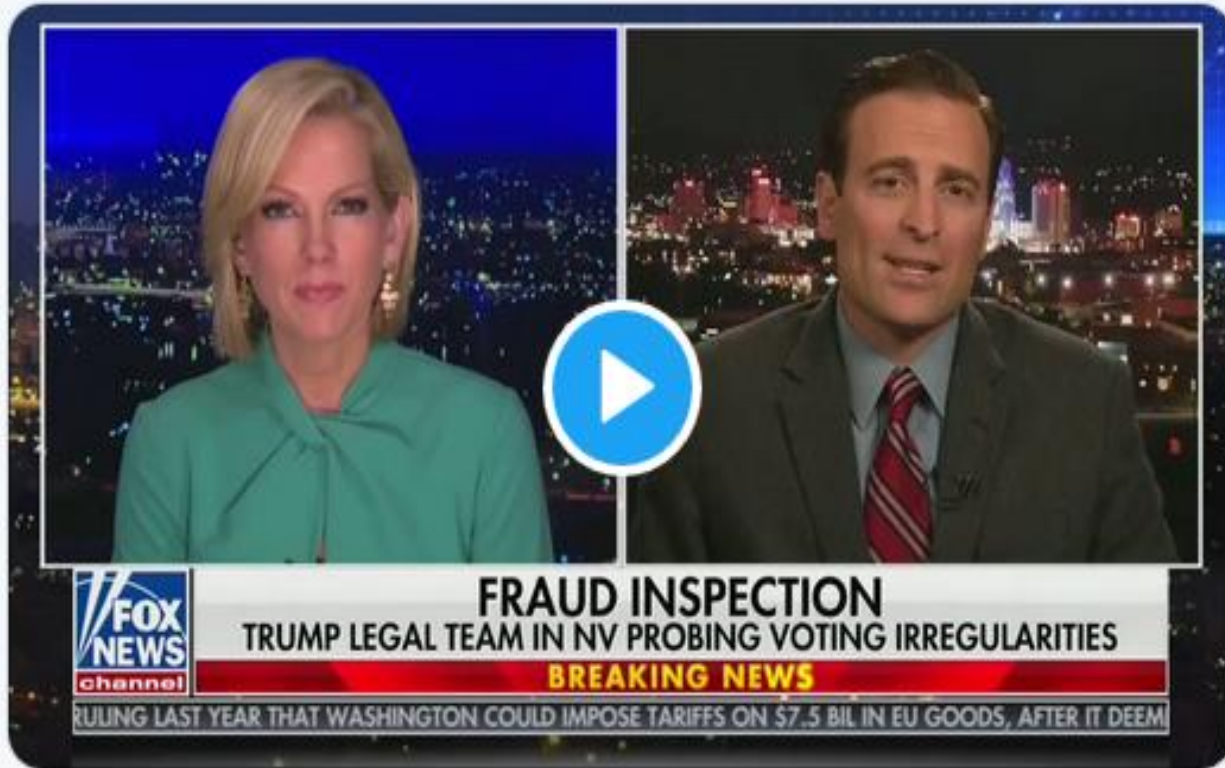 FRAUD INSPECTION
FOX
NEWS
channel
TRUMP LEGAL TEAM IN NV PROBING VOTING IRREGULARITIES
BREAKING NEWS
RULING LAST YEAR THAT WASHINGTON COULD IMPOSE TARIFFS ON $7.5 BIL IN EU GOODS, AFTER IT DEEM